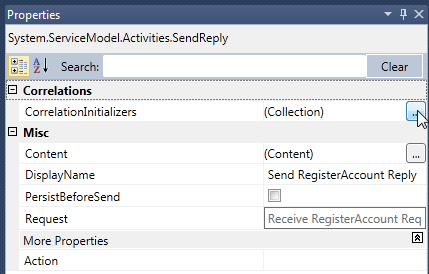 Properties
System.ServiceModel.Activities.SendReply
A Z Search: Clear
Correlations
CorrelationInitializers (Collection) ...
Misc
Content (Content) ...
DisplayName Send RegisterAccount Reply
PersistBeforeSend
Request Receive RegisterAccount Req
More Properties
Action